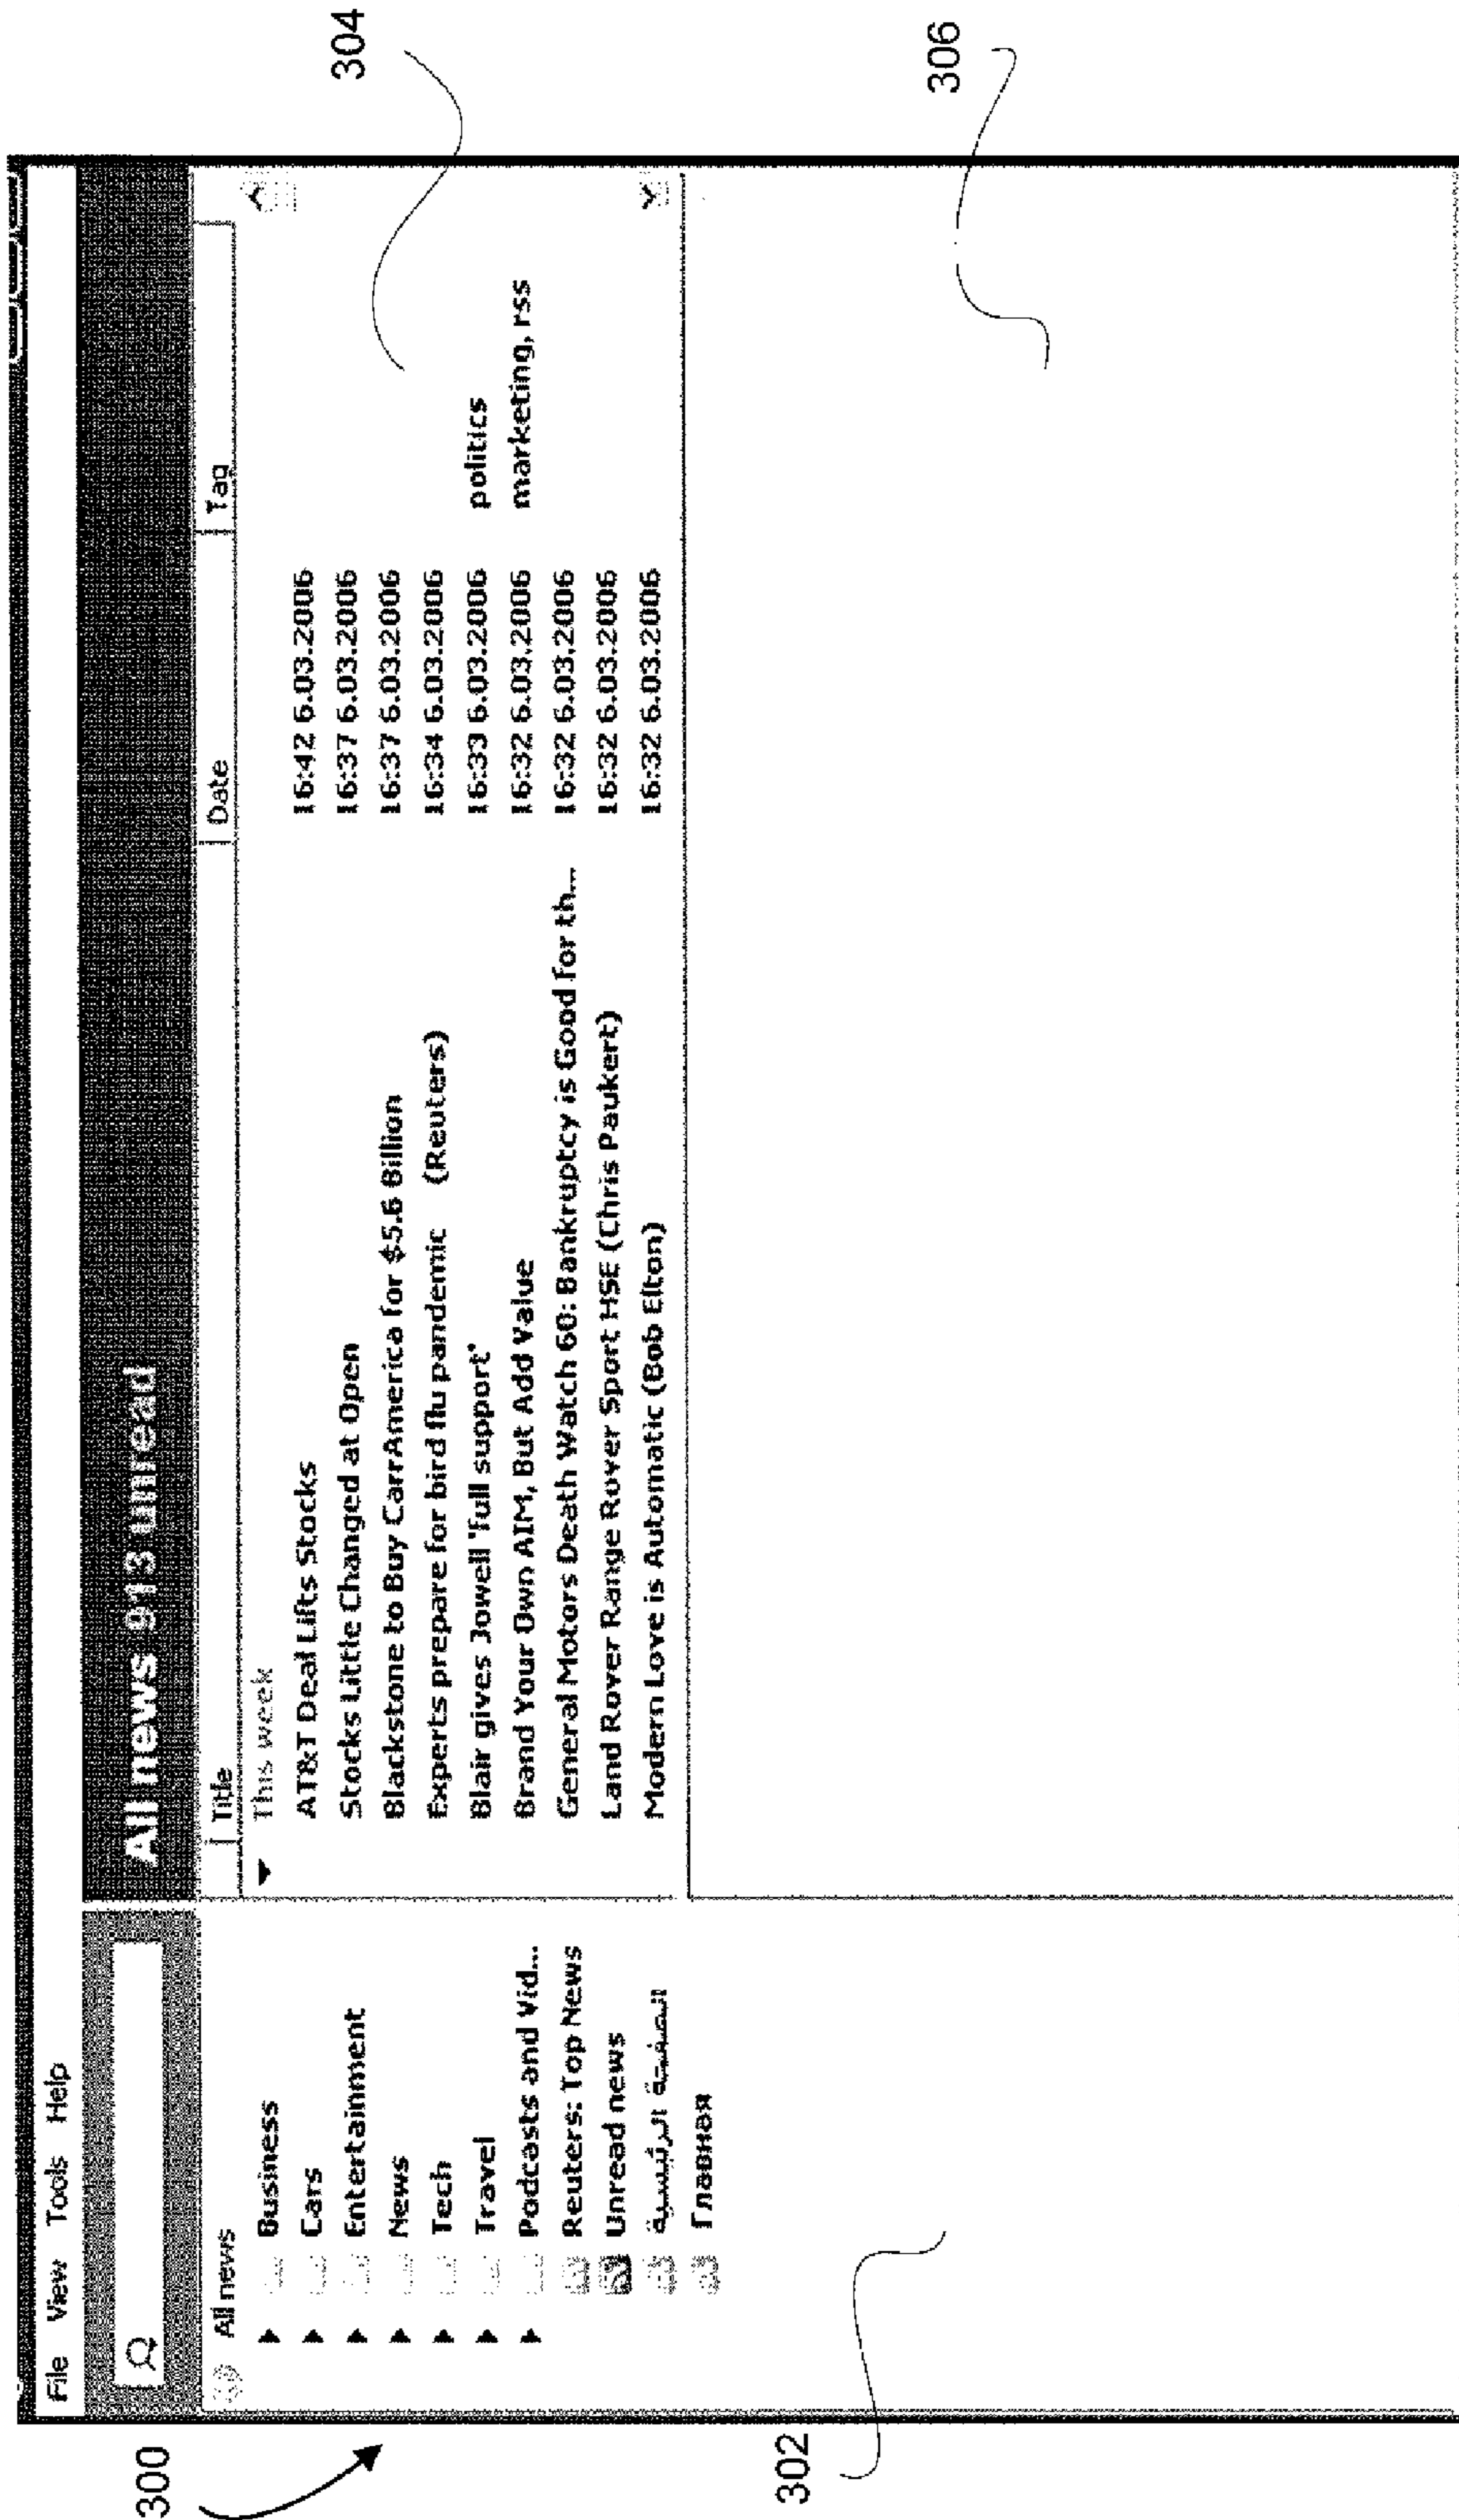 300
File View Tools Help
All news 913 unread
All news
Business
Cars
Entertainment
News
Tech
Travel
Podcasts and Vid...
Reuters: Top News
Unread news
الصفحة الرئيسية
Главная
302
Title Date Tag
This week
AT&T Deal Lifts Stocks 16:42 6.03.2006
Stocks Little Changed at Open 16:37 6.03.2006
Blackstone to Buy CarrAmerica for $5.6 Billion 16:37 6.03.2006
Experts prepare for bird flu pandemic (Reuters) 16:34 6.03.2006
Blair gives Jowell 'full support' 16:33 6.03.2006 politics
Brand Your Own AIM, But Add Value 16:32 6.03.2006 marketing, rss
General Motors Death Watch 60: Bankruptcy is Good for th... 16:32 6.03.2006
Land Rover Range Rover Sport HSE (Chris Paukert) 16:32 6.03.2006
Modern Love is Automatic (Bob Elton) 16:32 6.03.2006
304
306